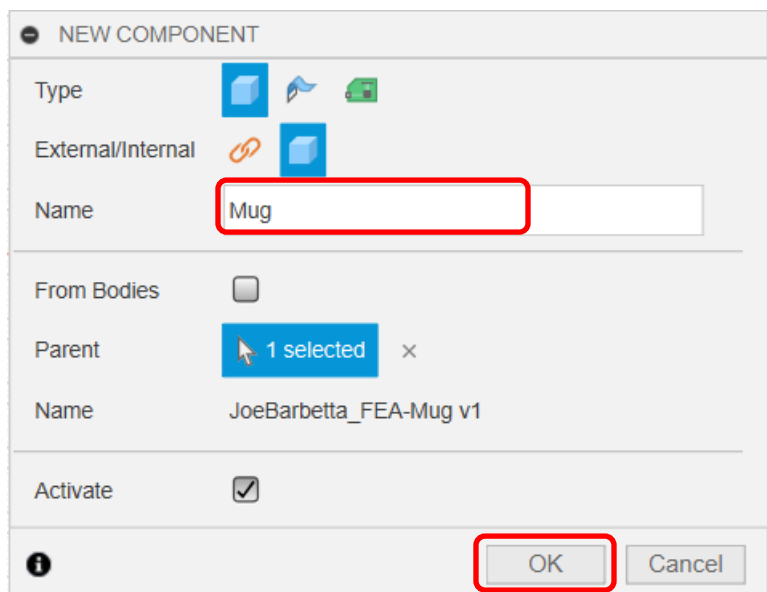 NEW COMPONENT
Type
External/Internal
Name Mug
From Bodies
Parent 1 selected
Name JoeBarbetta_FEA-Mug v1
Activate
OK Cancel